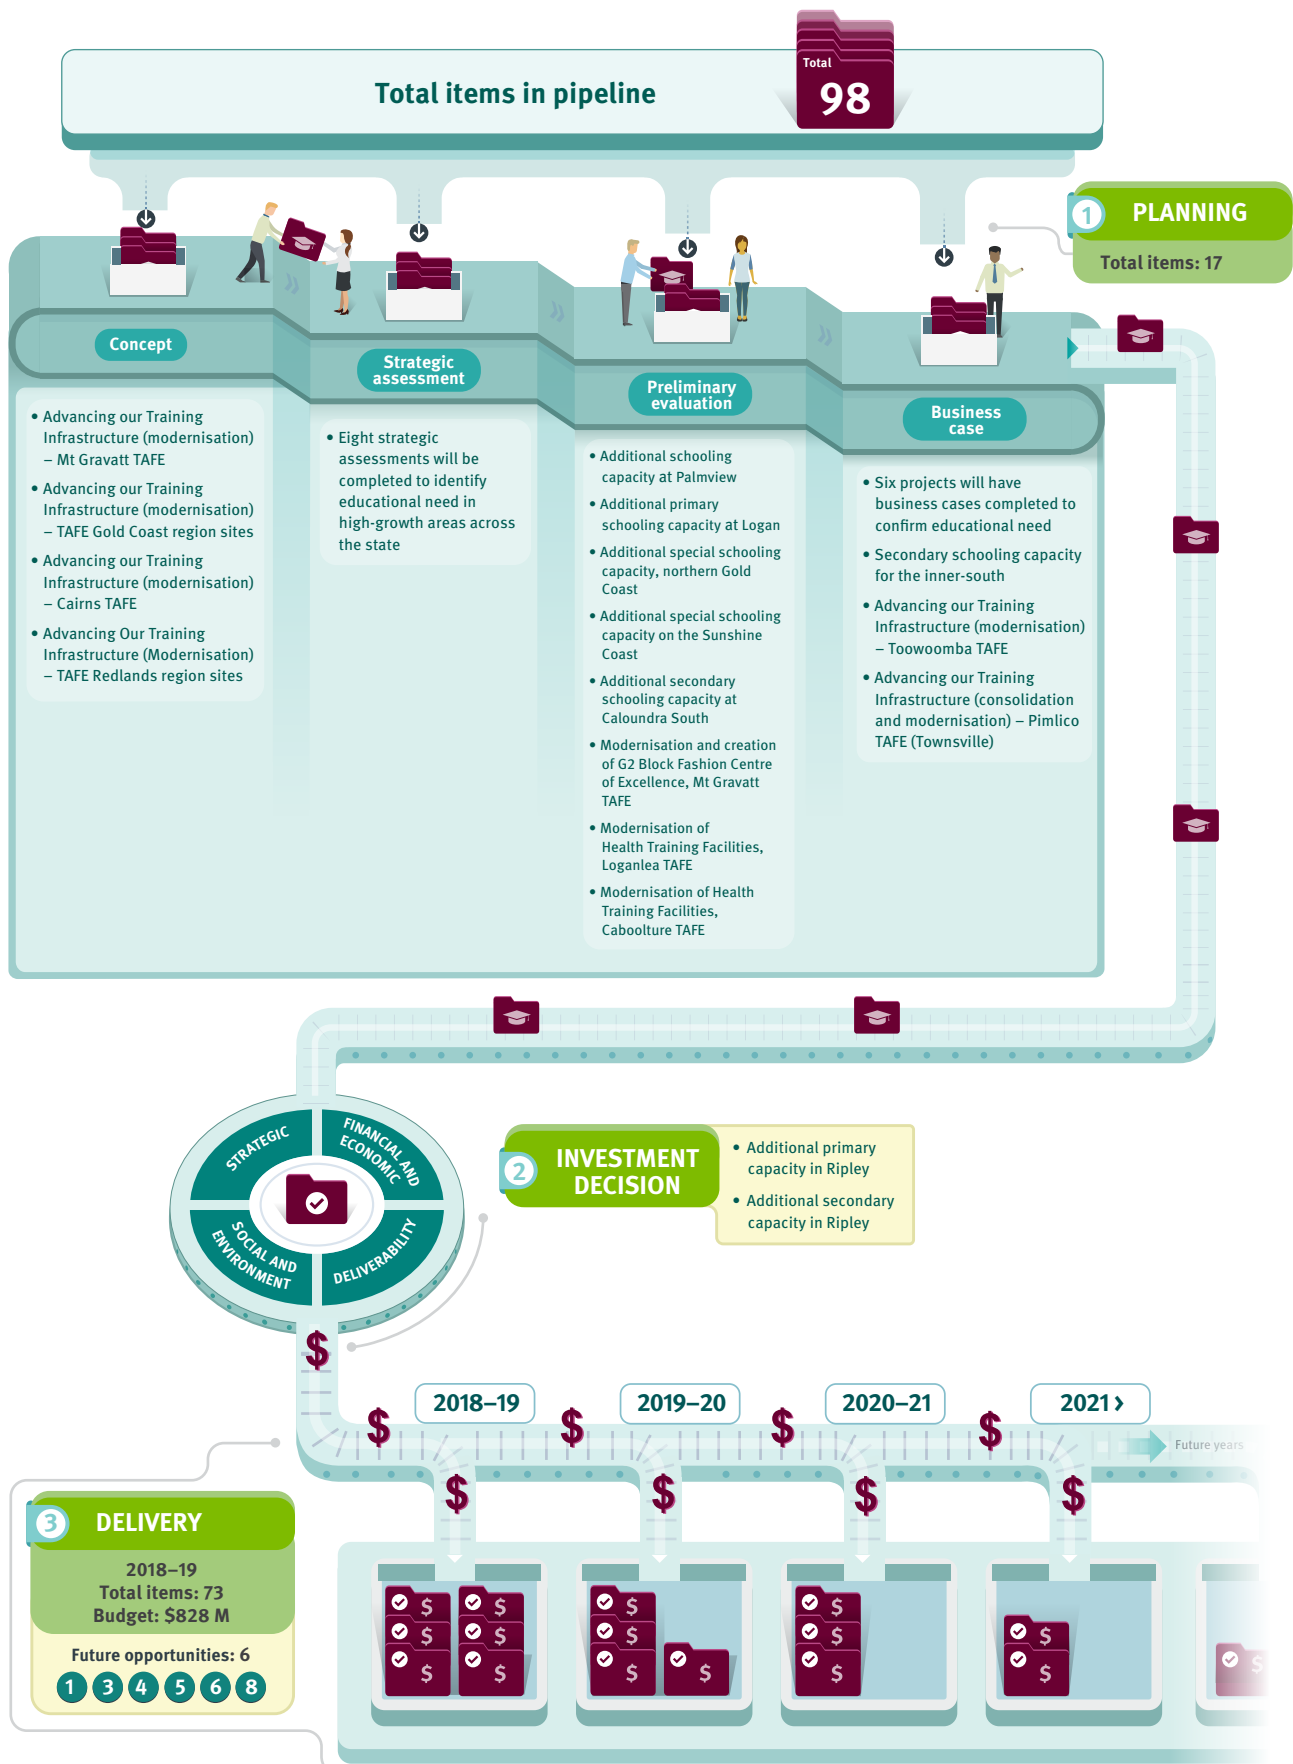 Total items in pipeline
Total
98
1
PLANNING
Total items: 17
Concept
• Advancing our Training
Infrastructure (modernisation)
– Mt Gravatt TAFE
• Advancing our Training
Infrastructure (modernisation)
– TAFE Gold Coast region sites
• Advancing our Training
Infrastructure (modernisation)
– Cairns TAFE
• Advancing Our Training
Infrastructure (Modernisation)
– TAFE Redlands region sites
Strategic
assessment
• Eight strategic
assessments will be
completed to identify
educational need in
high-growth areas across
the state
Preliminary
evaluation
• Additional schooling
capacity at Palmview
• Additional primary
schooling capacity at Logan
• Additional special schooling
capacity, northern Gold
Coast
• Additional special schooling
capacity on the Sunshine
Coast
• Additional secondary
schooling capacity at
Caloundra South
• Modernisation and creation
of G2 Block Fashion Centre
of Excellence, Mt Gravatt
TAFE
• Modernisation of
Health Training Facilities,
Loganlea TAFE
• Modernisation of Health
Training Facilities,
Caboolture TAFE
Business
case
• Six projects will have
business cases completed to
confirm educational need
• Secondary schooling capacity
for the inner-south
• Advancing our Training
Infrastructure (modernisation)
– Toowoomba TAFE
• Advancing our Training
Infrastructure (consolidation
and modernisation) – Pimlico
TAFE (Townsville)
STRATEGIC
FINANCIAL AND
ECONOMIC
SOCIAL AND
ENVIRONMENT
DELIVERABILITY
2
INVESTMENT
DECISION
• Additional primary
capacity in Ripley
• Additional secondary
capacity in Ripley
$
2018–19
2019–20
2020–21
2021 ›
$ $ $ $
Future years
$ $ $ $
3
DELIVERY
2018–19
Total items: 73
Budget: $828 M
Future opportunities: 6
1 3 4 5 6 8
$ $ $ $ $
$ $ $ $ $
$ $ $ $ $ $ $